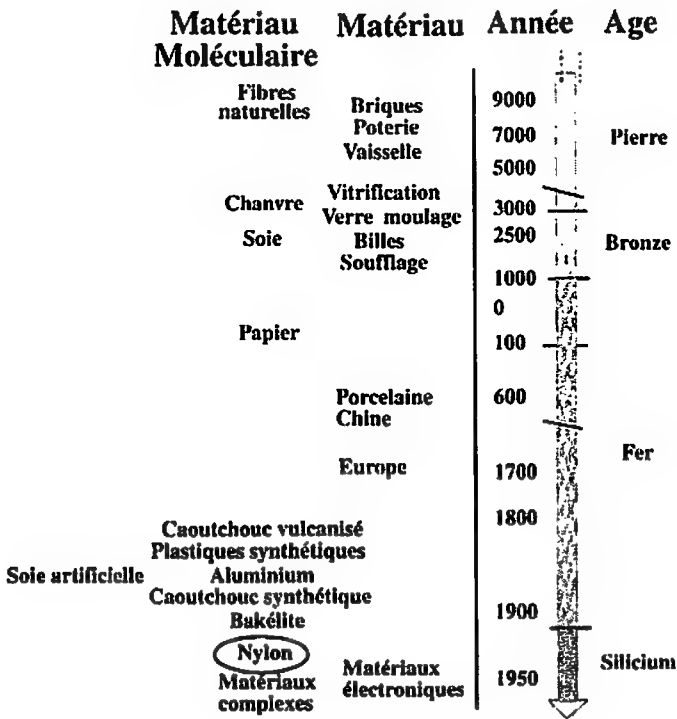 Matériau Matériau Année Age
Moléculaire
Fibres
naturelles
9000
Briques
Poterie
7000
Pierre
Vaisselle
5000
Vitrification
Chanvre
3000
Verre moulage
Soie
Billes
2500
Bronze
Soufflage
1000
0
Papier
100
Porcelaine
600
Chine
Fer
Europe
1700
1800
Caoutchouc vulcanisé
Plastiques synthétiques
Soie artificielle Aluminium
Caoutchouc synthétique
1900
Bakélite
Nylon
Silicium
Matériaux
Matériaux
électroniques
1950
complexes